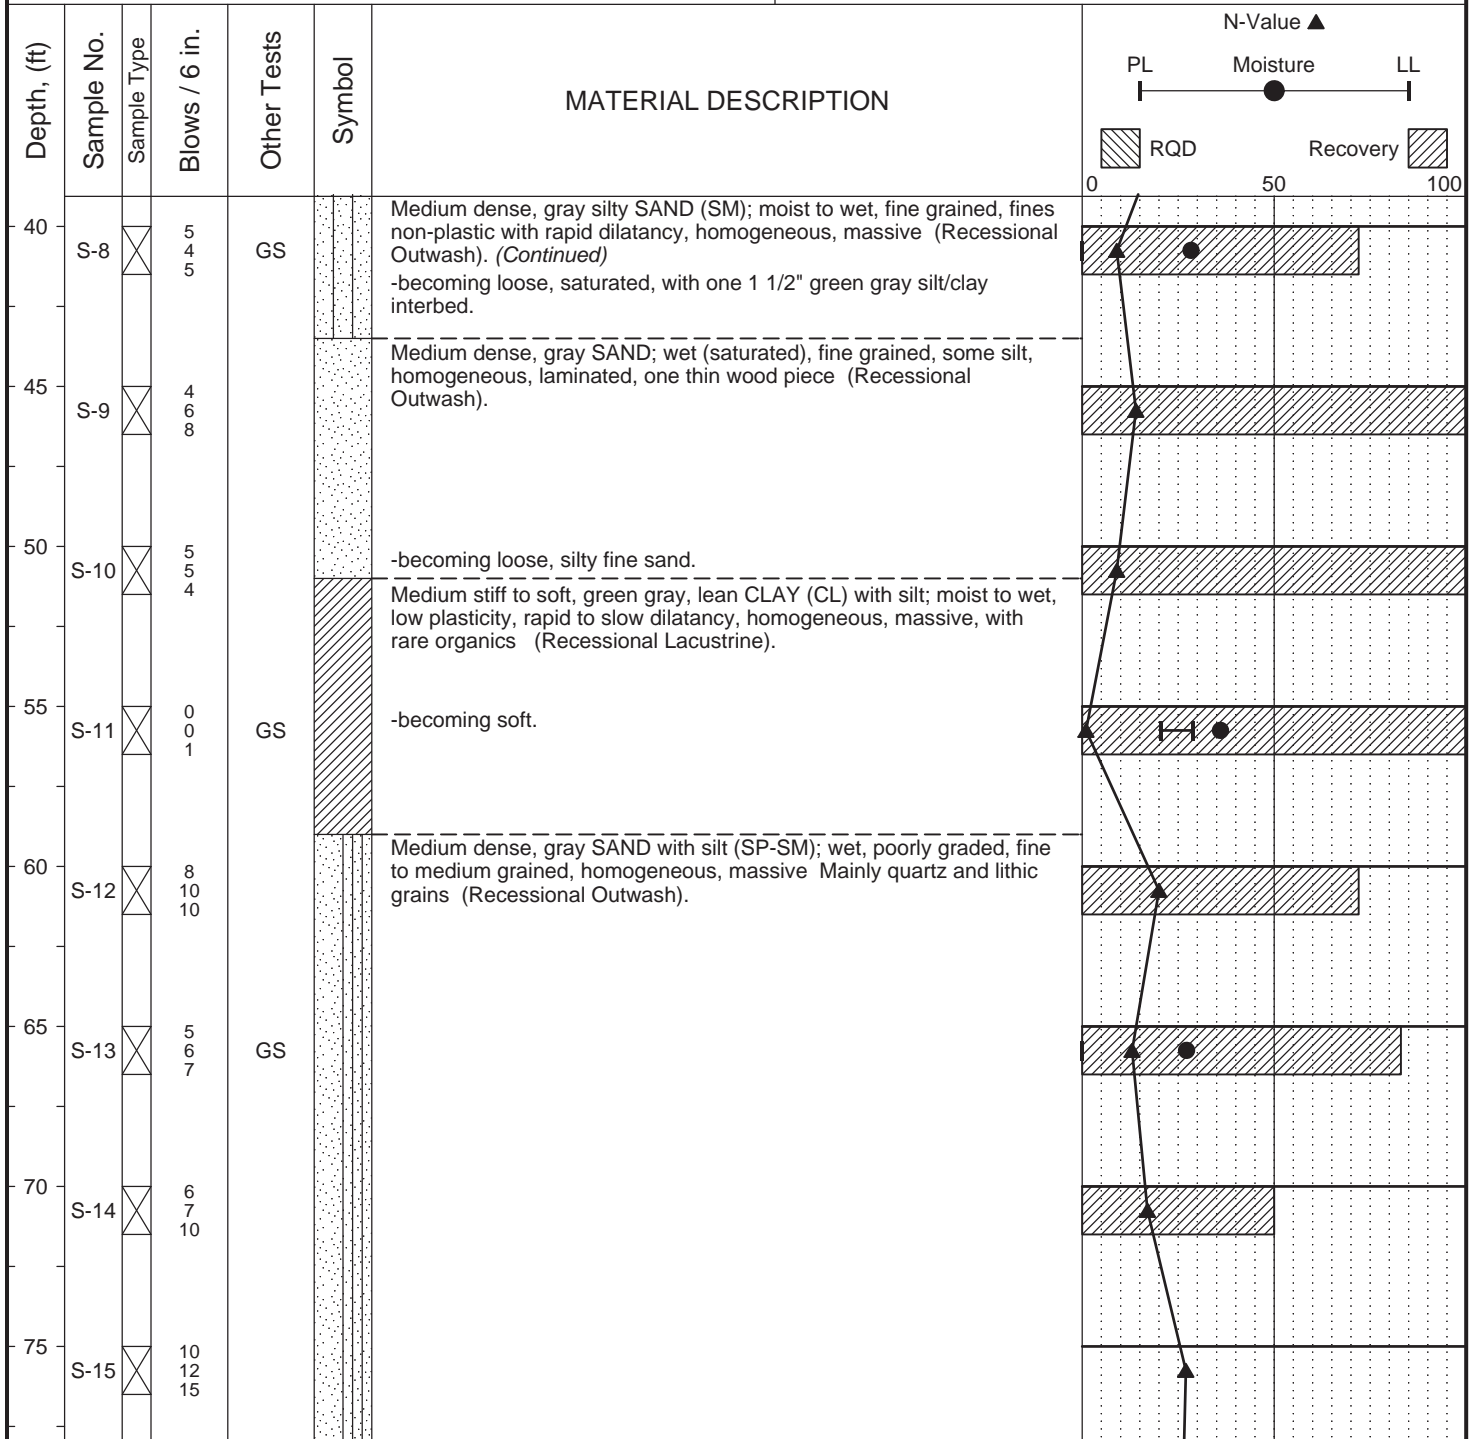 Depth, (ft)
Sample No.
Sample Type
Blows / 6 in.
Other Tests
Symbol
MATERIAL DESCRIPTION
N-Value ▲
PL Moisture LL
RQD Recovery
0 50 100
40
S-8
5
4
5
GS
Medium dense, gray silty SAND (SM); moist to wet, fine grained, fines
non-plastic with rapid dilatancy, homogeneous, massive (Recessional
Outwash). (Continued)
-becoming loose, saturated, with one 1 1/2" green gray silt/clay
interbed.
Medium dense, gray SAND; wet (saturated), fine grained, some silt,
homogeneous, laminated, one thin wood piece (Recessional
Outwash).
45
S-9
4
6
8
50
S-10
5
5
4
-becoming loose, silty fine sand.
Medium stiff to soft, green gray, lean CLAY (CL) with silt; moist to wet,
low plasticity, rapid to slow dilatancy, homogeneous, massive, with
rare organics (Recessional Lacustrine).
55
S-11
0
0
1
GS
-becoming soft.
Medium dense, gray SAND with silt (SP-SM); wet, poorly graded, fine
to medium grained, homogeneous, massive Mainly quartz and lithic
grains (Recessional Outwash).
60
S-12
8
10
10
65
S-13
5
6
7
GS
70
S-14
6
7
10
75
S-15
10
12
15